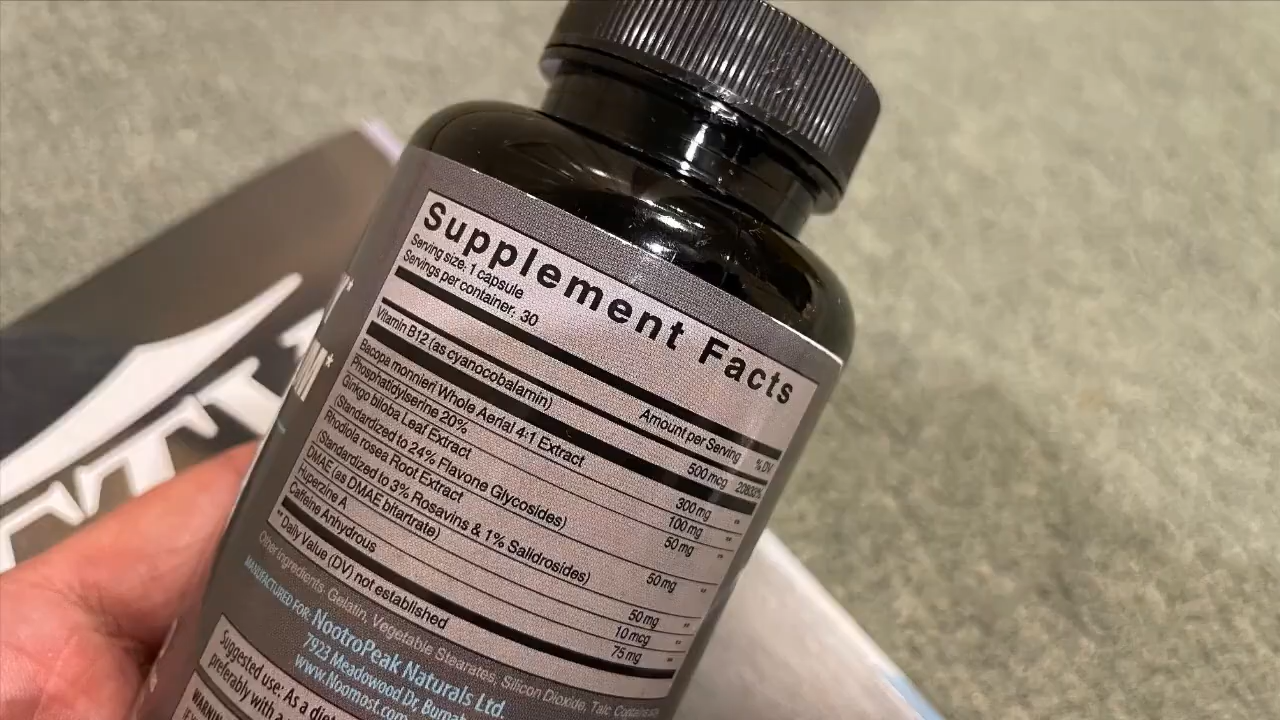 Supplement Facts
Serving size: 1 capsule
Servings per container: 30
Amount per Serving % DV
Vitamin B12 (as cyanocobalamin) 500 mcg 20833%
Bacopa monnieri Whole Aerial 4:1 Extract 300 mg **
Phosphatidylserine 20% 100 mg **
Ginkgo biloba Leaf Extract 50 mg **
(Standardized to 24% Flavone Glycosides)
Rhodiola rosea Root Extract 50 mg **
(Standardized to 3% Rosavins & 1% Salidrosides)
DMAE (as DMAE bitartrate) 50 mg **
Huperzine A 10 mcg **
Caffeine Anhydrous 75 mg **
**Daily Value (DV) not established
Other ingredients: Gelatin, Vegetable Stearates, Silicon Dioxide, Talc
MANUFACTURED FOR: NootroPeak Naturals Ltd.
7923 Meadowood Dr,
www.Noomost.com
Suggested use: As a
preferably with a